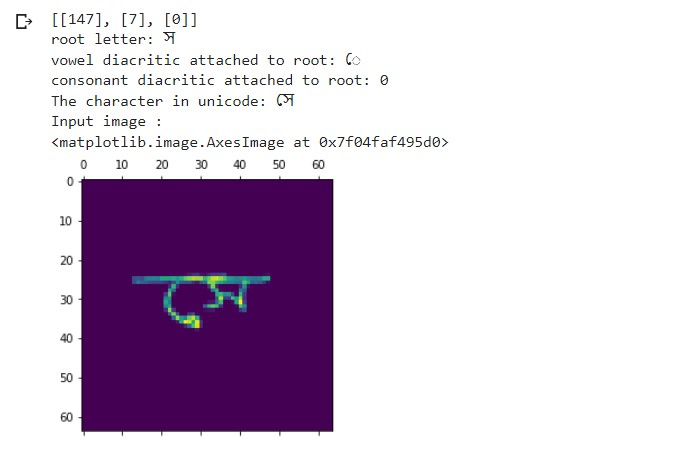 [[147], [7], [0]]
root letter: স
vowel diacritic attached to root: ে
consonant diacritic attached to root: 0
The character in unicode: সে
Input image :
<matplotlib.image.AxesImage at 0x7f04faf495d0>
0 10 20 30 40 50 60
0
10
20
30
40
50
60
সে